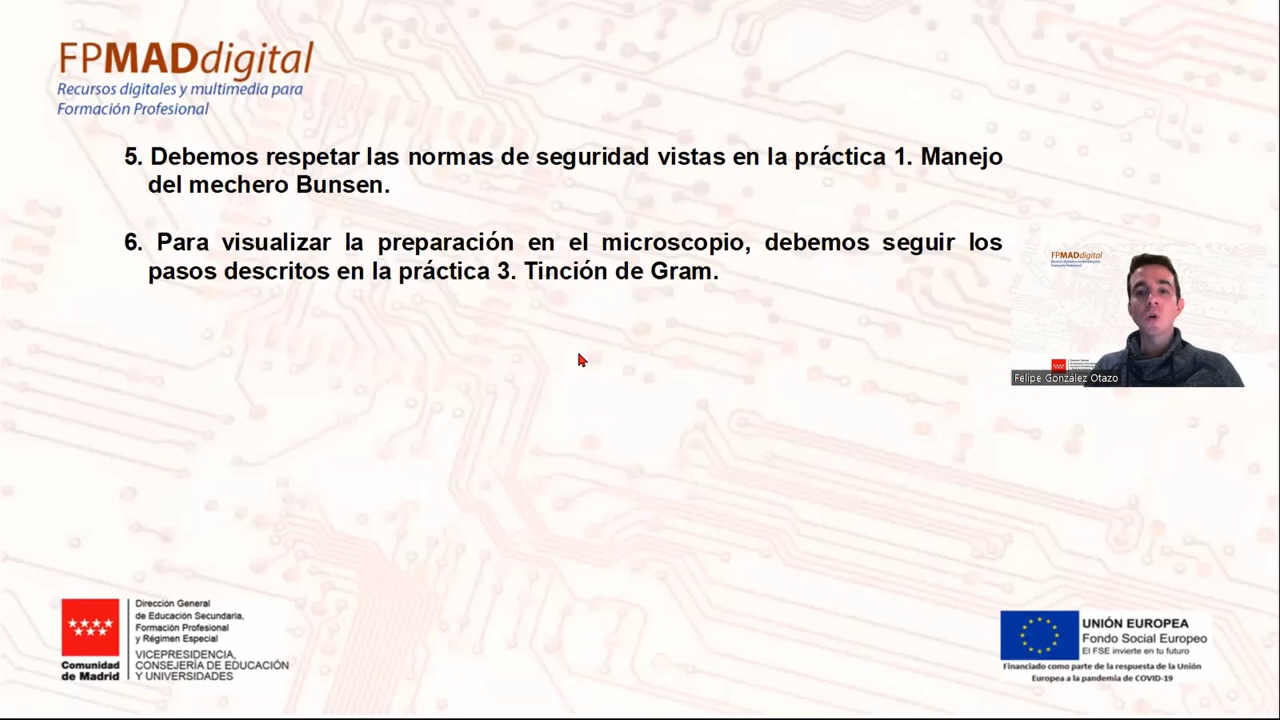 FPMADdigital
Recursos digitales y multimedia para
Formación Profesional
5. Debemos respetar las normas de seguridad vistas en la práctica 1. Manejo
del mechero Bunsen.
6. Para visualizar la preparación en el microscopio, debemos seguir los
pasos descritos en la práctica 3. Tinción de Gram.
FPMADdigital
Felipe González Otazo
Comunidad
de Madrid
Dirección General
de Educación Secundaria,
Formación Profesional
y Régimen Especial
VICEPRESIDENCIA,
CONSEJERÍA DE EDUCACIÓN
Y UNIVERSIDADES
UNIÓN EUROPEA
Fondo Social Europeo
El FSE invierte en tu futuro
Financiado como parte de la respuesta de la Unión
Europea a la pandemia de COVID-19